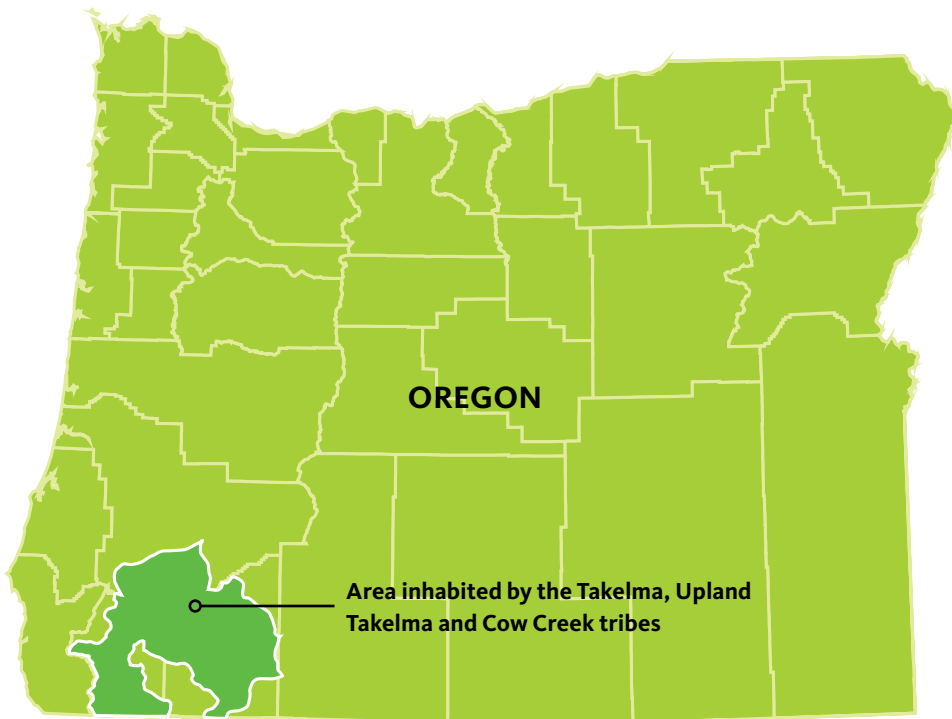 OREGON
Area inhabited by the Takelma, Upland
Takelma and Cow Creek tribes